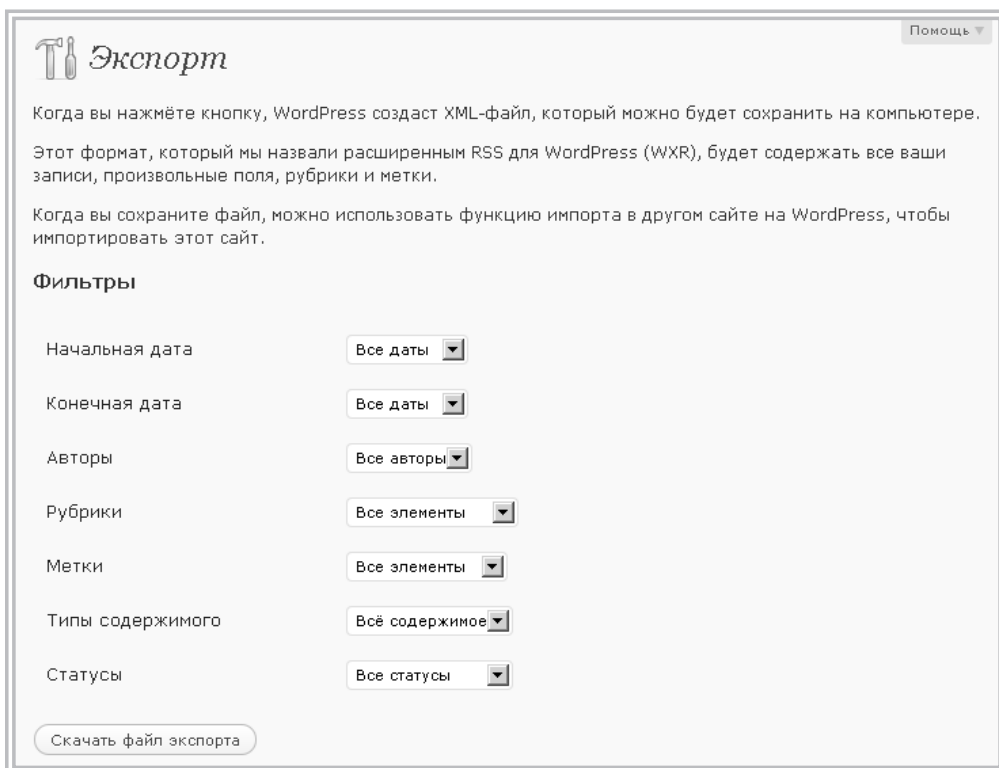 Помощь
Экспорт
Когда вы нажмёте кнопку, WordPress создаст XML-файл, который можно будет сохранить на компьютере.
Этот формат, который мы назвали расширенным RSS для WordPress (WXR), будет содержать все ваши
записи, произвольные поля, рубрики и метки.
Когда вы сохраните файл, можно использовать функцию импорта в другом сайте на WordPress, чтобы
импортировать этот сайт.
Фильтры
Начальная дата Все даты
Конечная дата Все даты
Авторы Все авторы
Рубрики Все элементы
Метки Все элементы
Типы содержимого Всё содержимое
Статусы Все статусы
Скачать файл экспорта